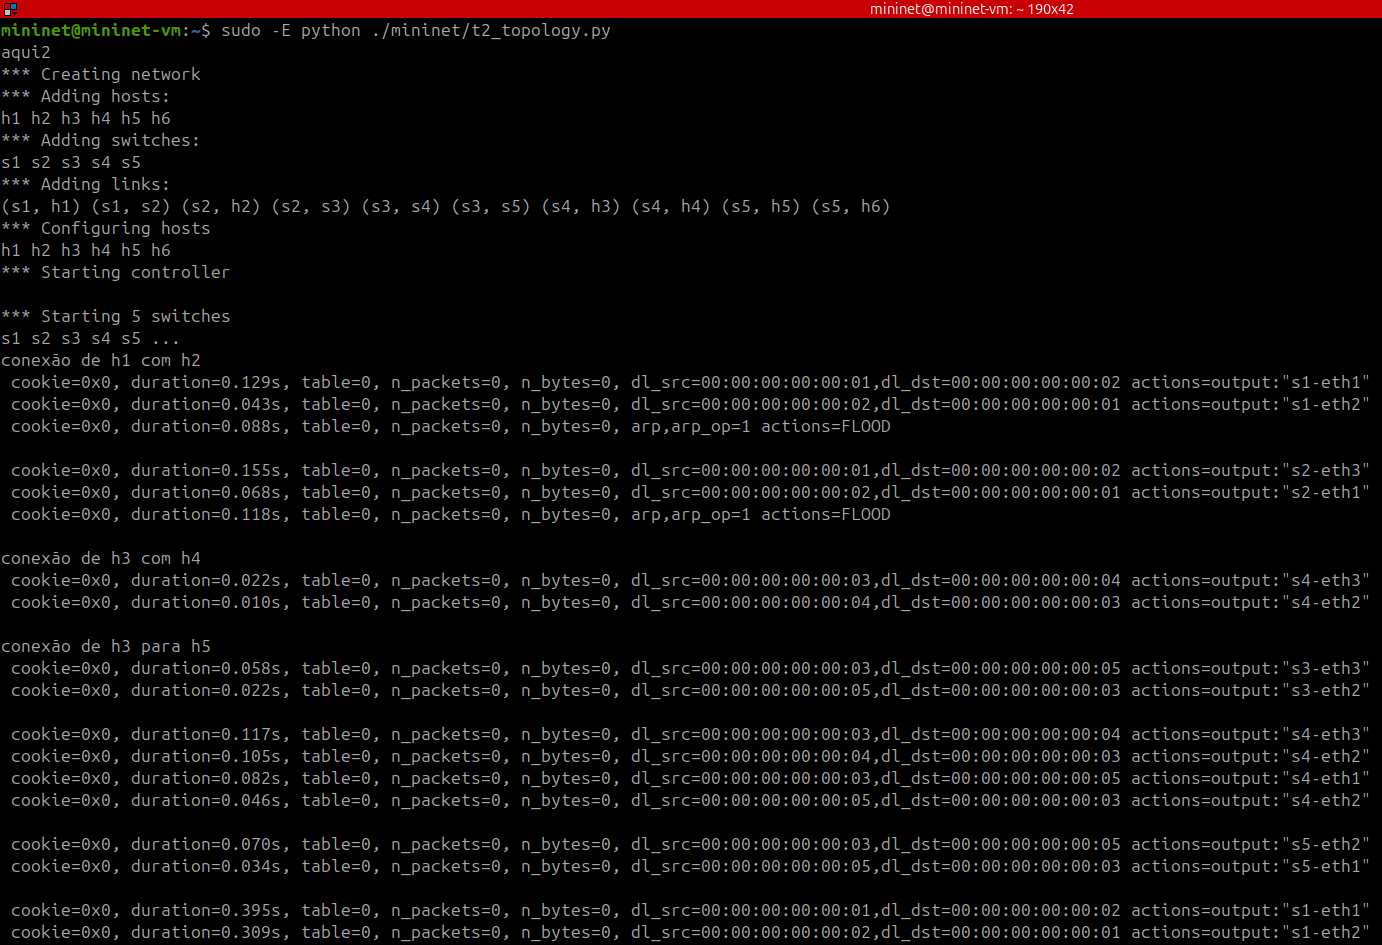 mininet@mininet-vm: ~ 190x42
mininet@mininet-vm:~$ sudo -E python ./mininet/t2_topology.py
aqui2
*** Creating network
*** Adding hosts:
h1 h2 h3 h4 h5 h6
*** Adding switches:
s1 s2 s3 s4 s5
*** Adding links:
(s1, h1) (s1, s2) (s2, h2) (s2, s3) (s3, s4) (s3, s5) (s4, h3) (s4, h4) (s5, h5) (s5, h6)
*** Configuring hosts
h1 h2 h3 h4 h5 h6
*** Starting controller

*** Starting 5 switches
s1 s2 s3 s4 s5 ...
conexão de h1 com h2
 cookie=0x0, duration=0.129s, table=0, n_packets=0, n_bytes=0, dl_src=00:00:00:00:00:01,dl_dst=00:00:00:00:00:02 actions=output:"s1-eth1"
 cookie=0x0, duration=0.043s, table=0, n_packets=0, n_bytes=0, dl_src=00:00:00:00:00:02,dl_dst=00:00:00:00:00:01 actions=output:"s1-eth2"
 cookie=0x0, duration=0.088s, table=0, n_packets=0, n_bytes=0, arp,arp_op=1 actions=FLOOD

 cookie=0x0, duration=0.155s, table=0, n_packets=0, n_bytes=0, dl_src=00:00:00:00:00:01,dl_dst=00:00:00:00:00:02 actions=output:"s2-eth3"
 cookie=0x0, duration=0.068s, table=0, n_packets=0, n_bytes=0, dl_src=00:00:00:00:00:02,dl_dst=00:00:00:00:00:01 actions=output:"s2-eth1"
 cookie=0x0, duration=0.118s, table=0, n_packets=0, n_bytes=0, arp,arp_op=1 actions=FLOOD

conexão de h3 com h4
 cookie=0x0, duration=0.022s, table=0, n_packets=0, n_bytes=0, dl_src=00:00:00:00:00:03,dl_dst=00:00:00:00:00:04 actions=output:"s4-eth3"
 cookie=0x0, duration=0.010s, table=0, n_packets=0, n_bytes=0, dl_src=00:00:00:00:00:04,dl_dst=00:00:00:00:00:03 actions=output:"s4-eth2"

conexão de h3 para h5
 cookie=0x0, duration=0.058s, table=0, n_packets=0, n_bytes=0, dl_src=00:00:00:00:00:03,dl_dst=00:00:00:00:00:05 actions=output:"s3-eth3"
 cookie=0x0, duration=0.022s, table=0, n_packets=0, n_bytes=0, dl_src=00:00:00:00:00:05,dl_dst=00:00:00:00:00:03 actions=output:"s3-eth2"

 cookie=0x0, duration=0.117s, table=0, n_packets=0, n_bytes=0, dl_src=00:00:00:00:00:03,dl_dst=00:00:00:00:00:04 actions=output:"s4-eth3"
 cookie=0x0, duration=0.105s, table=0, n_packets=0, n_bytes=0, dl_src=00:00:00:00:00:04,dl_dst=00:00:00:00:00:03 actions=output:"s4-eth2"
 cookie=0x0, duration=0.082s, table=0, n_packets=0, n_bytes=0, dl_src=00:00:00:00:00:03,dl_dst=00:00:00:00:00:05 actions=output:"s4-eth1"
 cookie=0x0, duration=0.046s, table=0, n_packets=0, n_bytes=0, dl_src=00:00:00:00:00:05,dl_dst=00:00:00:00:00:03 actions=output:"s4-eth2"

 cookie=0x0, duration=0.070s, table=0, n_packets=0, n_bytes=0, dl_src=00:00:00:00:00:03,dl_dst=00:00:00:00:00:05 actions=output:"s5-eth2"
 cookie=0x0, duration=0.034s, table=0, n_packets=0, n_bytes=0, dl_src=00:00:00:00:00:05,dl_dst=00:00:00:00:00:03 actions=output:"s5-eth1"

 cookie=0x0, duration=0.395s, table=0, n_packets=0, n_bytes=0, dl_src=00:00:00:00:00:01,dl_dst=00:00:00:00:00:02 actions=output:"s1-eth1"
 cookie=0x0, duration=0.309s, table=0, n_packets=0, n_bytes=0, dl_src=00:00:00:00:00:02,dl_dst=00:00:00:00:00:01 actions=output:"s1-eth2"